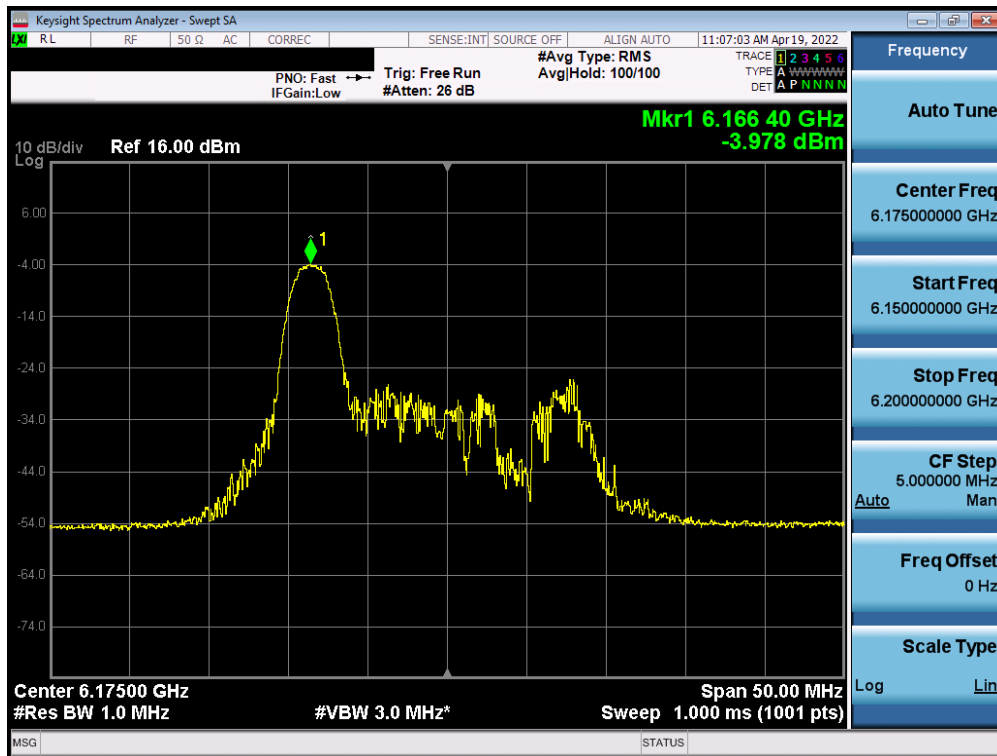 Keysight Spectrum Analyzer - Swept SA
LXI RL RF 50 Ω AC CORREC SENSE:INT SOURCE OFF ALIGN AUTO 11:07:03 AM Apr 19, 2022
PNO: Fast
IFGain:Low
Trig: Free Run
#Atten: 26 dB
#Avg Type: RMS
Avg|Hold: 100/100
TRACE 1 2 3 4 5 6
TYPE A WWWWW
DET A P N N N N
Mkr1 6.166 40 GHz
-3.978 dBm
10 dB/div Ref 16.00 dBm
Log
6.00
-4.00
-14.0
-24.0
-34.0
-44.0
-54.0
-64.0
-74.0
1
Center 6.17500 GHz Span 50.00 MHz
#Res BW 1.0 MHz #VBW 3.0 MHz* Sweep 1.000 ms (1001 pts)
MSG STATUS
Frequency
Auto Tune
Center Freq
6.175000000 GHz
Start Freq
6.150000000 GHz
Stop Freq
6.200000000 GHz
CF Step
5.000000 MHz
Auto Man
Freq Offset
0 Hz
Scale Type
Log Lin